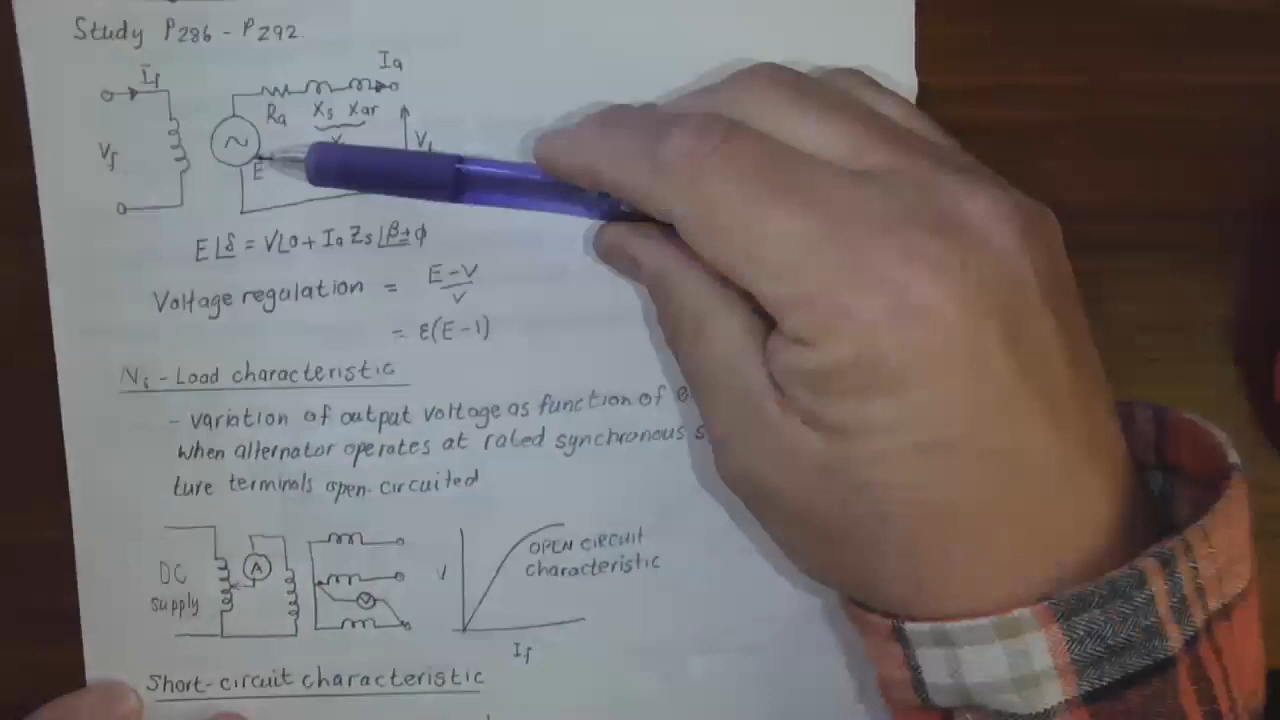 Study P286 - P292.
If
Ia
Ra Xs Xar
Vf
E
E∠δ = V∠0 + Ia Zs∠β±φ
Voltage regulation = E-V
V
= ε(E-1)
No - Load characteristic
- variation of output voltage as function of
when alternator operates at rated synchronous
ture terminals open-circuited
DC
supply
A
V
V
OPEN CIRCUIT
characteristic
If
Short-circuit characteristic